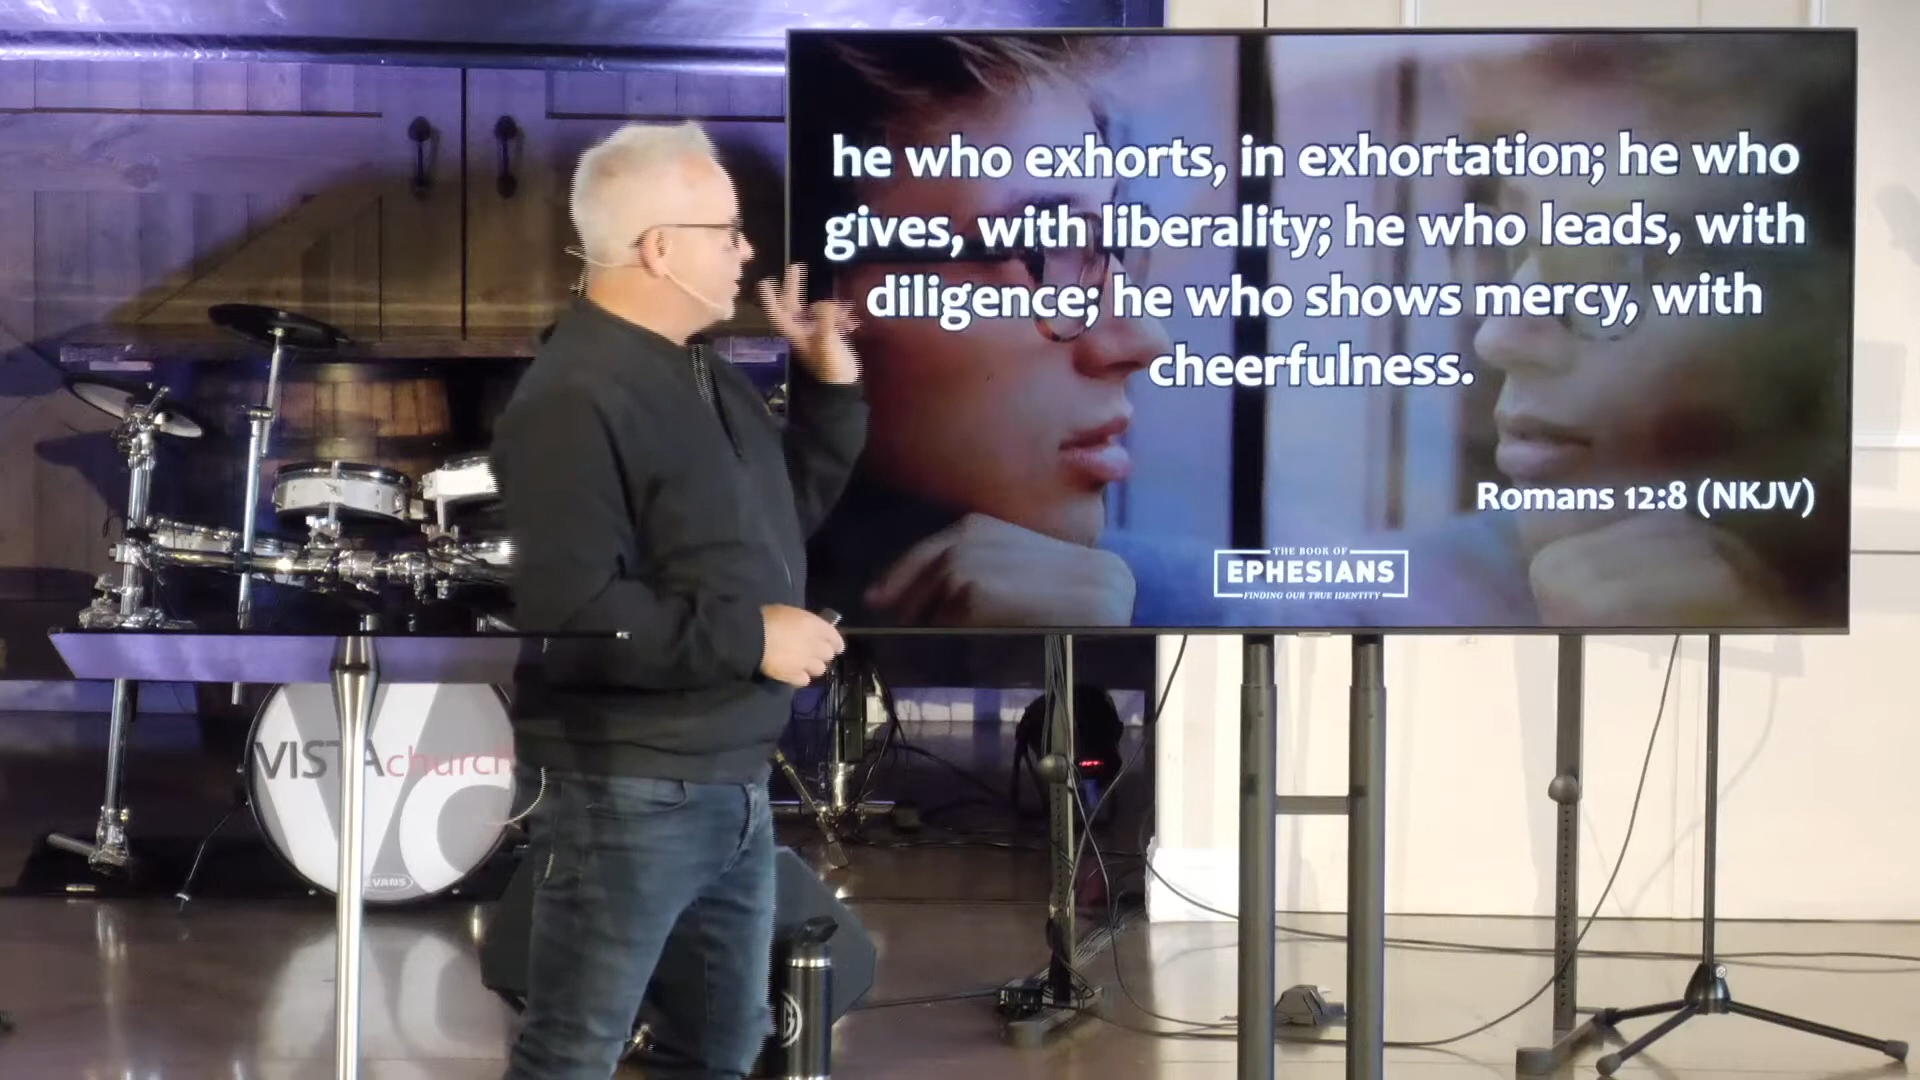 he who exhorts, in exhortation; he who
gives, with liberality; he who leads, with
diligence; he who shows mercy, with
cheerfulness.
Romans 12:8 (NKJV)
THE BOOK OF
EPHESIANS
FINDING OUR TRUE IDENTITY
VISTAchurch
VC
EVANS